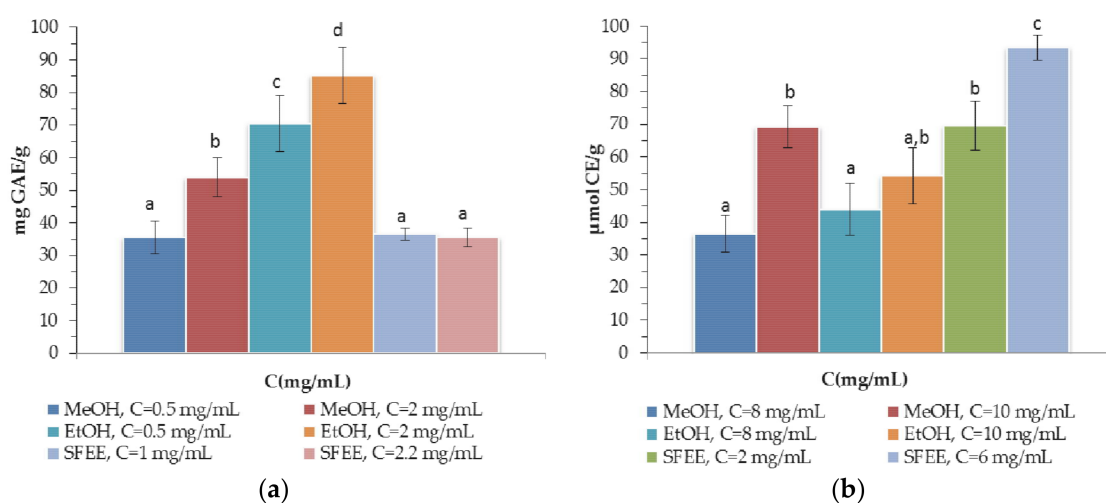 100
90
80
70
60
50
40
30
20
10
0
mg GAE/g
a
b
c
d
a
a
C(mg/mL)
MeOH, C=0.5 mg/mL
MeOH, C=2 mg/mL
EtOH, C=0.5 mg/mL
EtOH, C=2 mg/mL
SFEE, C=1 mg/mL
SFEE, C=2.2 mg/mL
(a)
100
90
80
70
60
50
40
30
20
10
0
µmol CE/g
a
b
a
a,b
b
c
C(mg/mL)
MeOH, C=8 mg/mL
MeOH, C=10 mg/mL
EtOH, C=8 mg/mL
EtOH, C=10 mg/mL
SFEE, C=2 mg/mL
SFEE, C=6 mg/mL
(b)